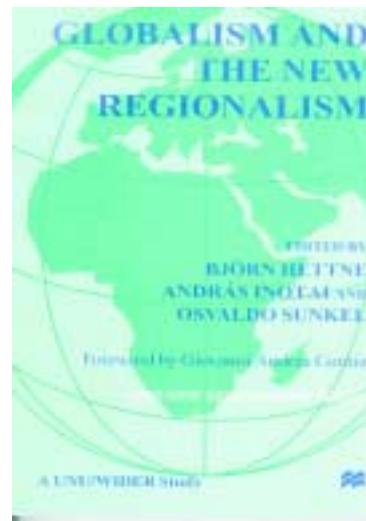 GLOBALISM AND
THE NEW
REGIONALISM
EDITED BY
BJÖRN HETTNE
ANDRÁS INOTAI AND
OSVALDO SUNKEL
Foreword by Giovanni Andrea Cornia
A UNU/WIDER Study